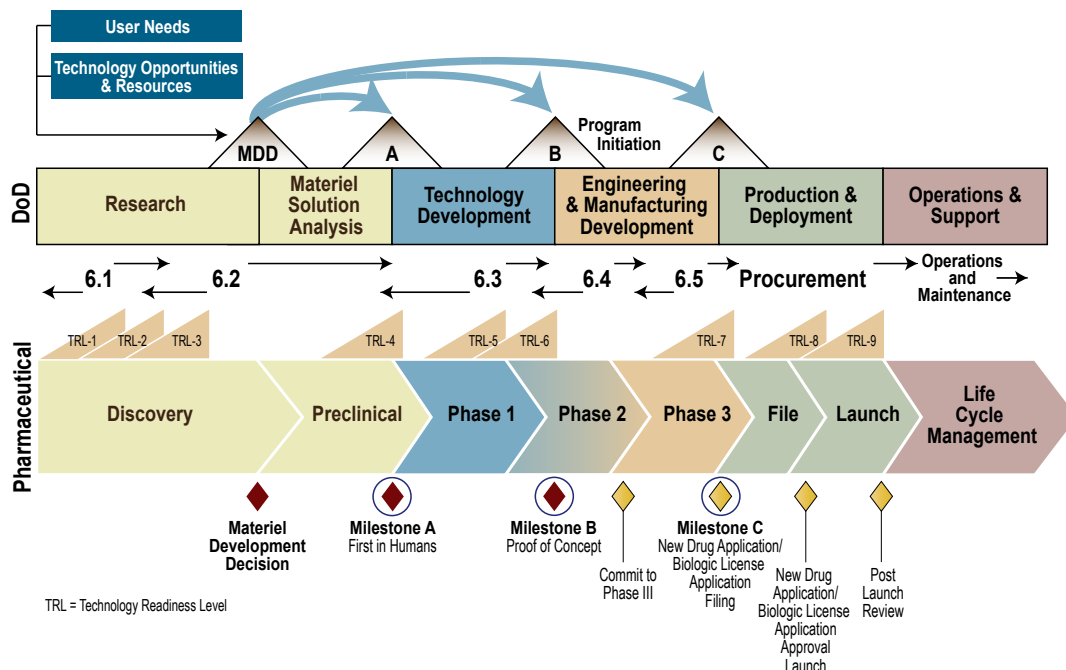 User Needs
Technology Opportunities
& Resources
MDD
A
B
Program
Initiation
C
DoD
Research
Materiel
Solution
Analysis
Technology
Development
Engineering
& Manufacturing
Development
Production &
Deployment
Operations &
Support
6.1
6.2
6.3
6.4
6.5
Procurement
Operations
and
Maintenance
TRL-1
TRL-2
TRL-3
TRL-4
TRL-5
TRL-6
TRL-7
TRL-8
TRL-9
Pharmaceutical
Discovery
Preclinical
Phase 1
Phase 2
Phase 3
File
Launch
Life
Cycle
Management
Materiel
Development
Decision
Milestone A
First in Humans
Milestone B
Proof of Concept
Commit to
Phase III
Milestone C
New Drug Application/
Biologic License
Application
Filing
New Drug
Application/
Biologic License
Application
Approval
Launch
Post
Launch
Review
TRL = Technology Readiness Level